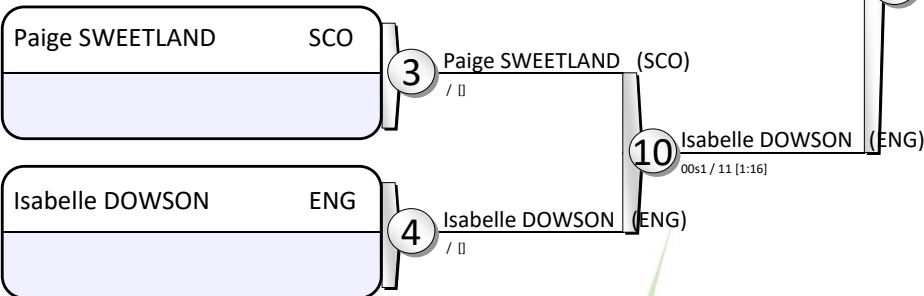 Paige SWEETLAND SCO
3
Paige SWEETLAND (SCO)
/ []
10
Isabelle DOWSON (ENG)
00s1 / 11 [1:16]
Isabelle DOWSON ENG
4
Isabelle DOWSON (ENG)
/ []